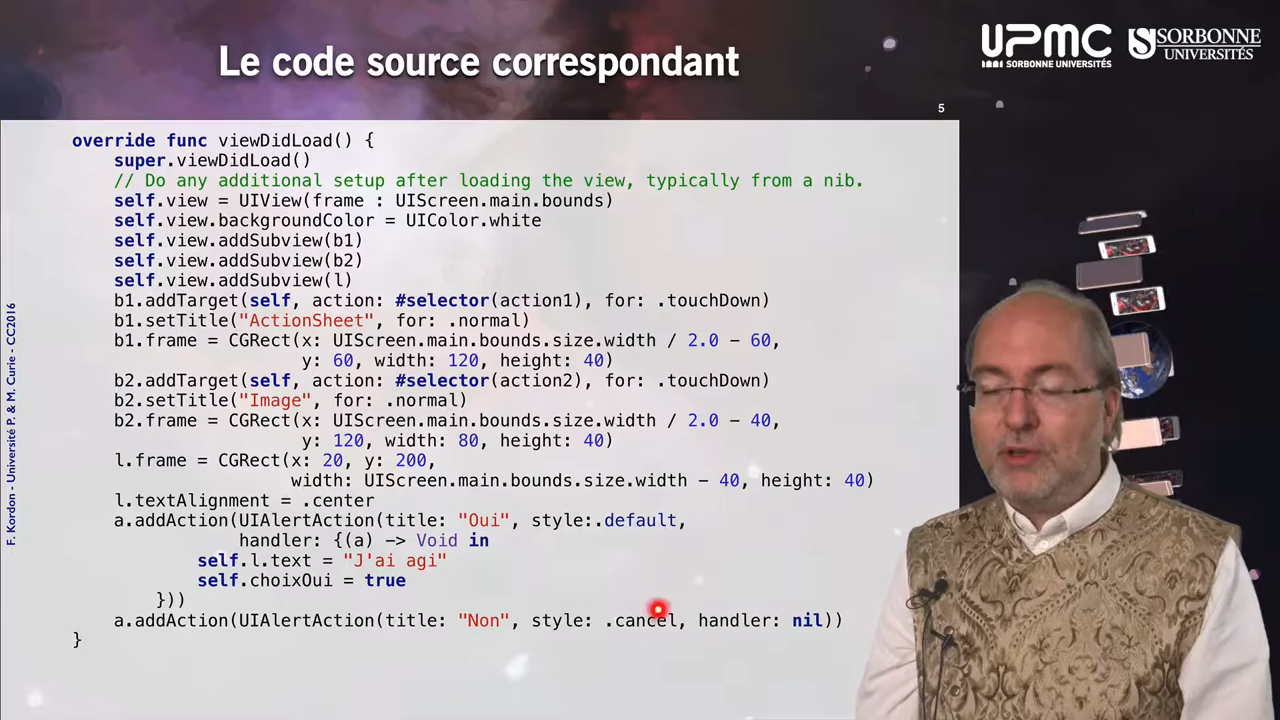 Le code source correspondant
UPMC
SORBONNE UNIVERSITÉS
SORBONNE
UNIVERSITÉS
5
override func viewDidLoad() {
super.viewDidLoad()
// Do any additional setup after loading the view, typically from a nib.
self.view = UIView(frame : UIScreen.main.bounds)
self.view.backgroundColor = UIColor.white
self.view.addSubview(b1)
self.view.addSubview(b2)
self.view.addSubview(l)
b1.addTarget(self, action: #selector(action1), for: .touchDown)
b1.setTitle("ActionSheet", for: .normal)
b1.frame = CGRect(x: UIScreen.main.bounds.size.width / 2.0 - 60,
y: 60, width: 120, height: 40)
b2.addTarget(self, action: #selector(action2), for: .touchDown)
b2.setTitle("Image", for: .normal)
b2.frame = CGRect(x: UIScreen.main.bounds.size.width / 2.0 - 40,
y: 120, width: 80, height: 40)
l.frame = CGRect(x: 20, y: 200,
width: UIScreen.main.bounds.size.width - 40, height: 40)
l.textAlignment = .center
a.addAction(UIAlertAction(title: "Oui", style:.default,
handler: {(a) -> Void in
self.l.text = "J'ai agi"
self.choixOui = true
}))
a.addAction(UIAlertAction(title: "Non", style: .cancel, handler: nil))
}
F. Kordon - Université P. & M. Curie - CC2016